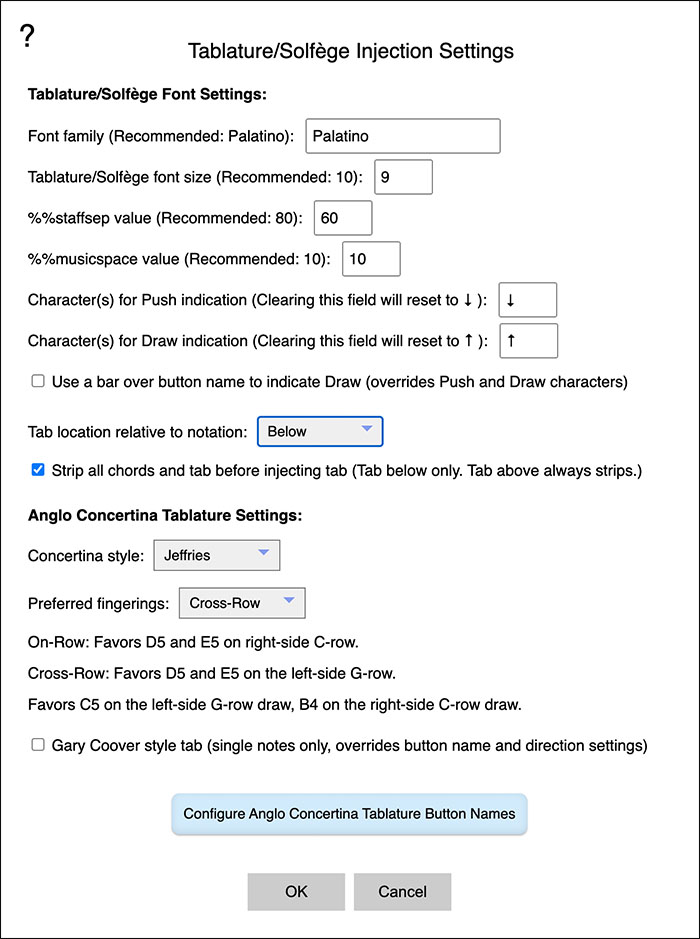 ?
Tablature/Solfège Injection Settings
Tablature/Solfège Font Settings:
Font family (Recommended: Palatino): Palatino
Tablature/Solfège font size (Recommended: 10): 9
%%staffsep value (Recommended: 80): 60
%%musicspace value (Recommended: 10): 10
Character(s) for Push indication (Clearing this field will reset to ↓ ): ↓
Character(s) for Draw indication (Clearing this field will reset to ↑ ): ↑
Use a bar over button name to indicate Draw (overrides Push and Draw characters)
Tab location relative to notation: Below
Strip all chords and tab before injecting tab (Tab below only. Tab above always strips.)
Anglo Concertina Tablature Settings:
Concertina style: Jeffries
Preferred fingerings: Cross-Row
On-Row: Favors D5 and E5 on right-side C-row.
Cross-Row: Favors D5 and E5 on the left-side G-row.
Favors C5 on the left-side G-row draw, B4 on the right-side C-row draw.
Gary Coover style tab (single notes only, overrides button name and direction settings)
Configure Anglo Concertina Tablature Button Names
OK Cancel